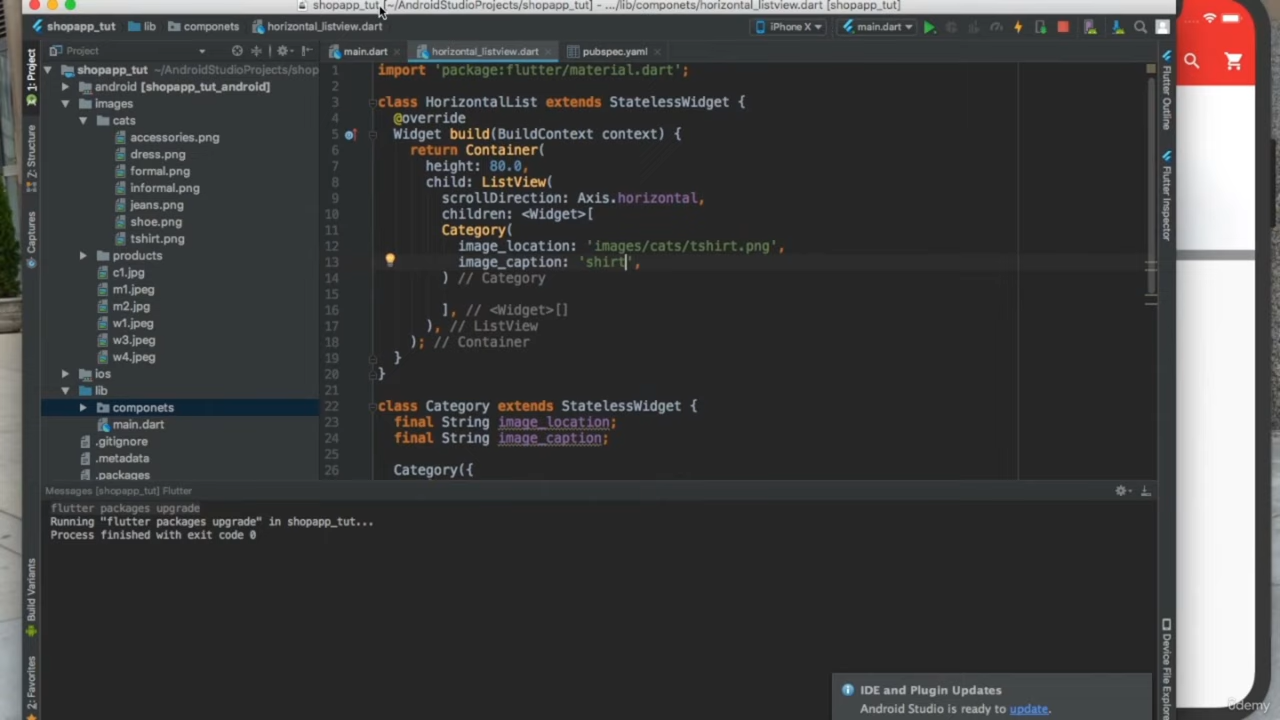 shopapp_tut [~/AndroidStudioProjects/shopapp_tut] - .../lib/componets/horizontal_listview.dart [shopapp_tut]
shopapp_tut lib componets horizontal_listview.dart iPhone X main.dart
1: Project
Project
main.dart horizontal_listview.dart pubspec.yaml
shopapp_tut ~/AndroidStudioProjects/shop
android [shopapp_tut_android]
images
cats
accessories.png
dress.png
formal.png
informal.png
jeans.png
shoe.png
tshirt.png
products
c1.jpg
m1.jpeg
m2.jpg
w1.jpeg
w3.jpeg
w4.jpeg
ios
lib
componets
main.dart
.gitignore
.metadata
.packages
Z: Structure
Captures
Build Variants
2: Favorites
1 import 'package:flutter/material.dart';
2
3 class HorizontalList extends StatelessWidget {
4 @override
5 Widget build(BuildContext context) {
6 return Container(
7 height: 80.0,
8 child: ListView(
9 scrollDirection: Axis.horizontal,
10 children: <Widget>[
11 Category(
12 image_location: 'images/cats/tshirt.png',
13 image_caption: 'shirt',
14 ) // Category
15
16 ], // <Widget>[]
17 ), // ListView
18 ); // Container
19 }
20 }
21
22 class Category extends StatelessWidget {
23 final String image_location;
24 final String image_caption;
25
26 Category({
Flutter Outline
Flutter Inspector
Device File Explorer
Messages [shopapp_tut] Flutter
flutter packages upgrade
Running "flutter packages upgrade" in shopapp_tut...
Process finished with exit code 0
IDE and Plugin Updates
Android Studio is ready to update.
ûdemy